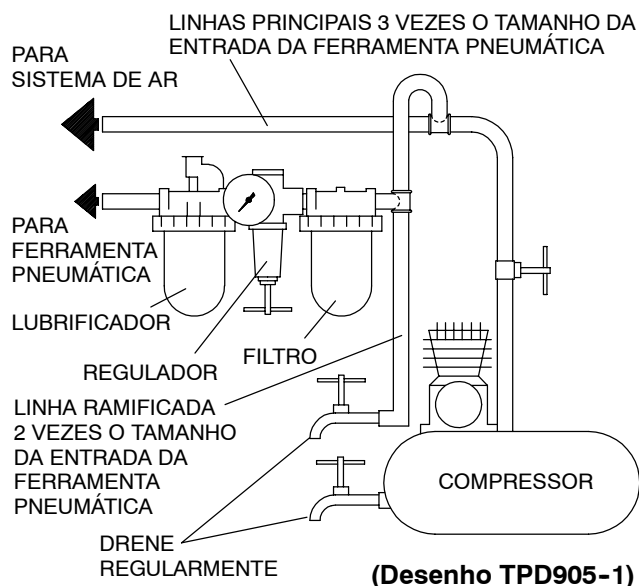 LINHAS PRINCIPAIS 3 VEZES O TAMANHO DA
ENTRADA DA FERRAMENTA PNEUMÁTICA
PARA
SISTEMA DE AR
PARA
FERRAMENTA
PNEUMÁTICA
LUBRIFICADOR
REGULADOR
FILTRO
LINHA RAMIFICADA
2 VEZES O TAMANHO
DA ENTRADA DA
FERRAMENTA
PNEUMÁTICA
COMPRESSOR
DRENE
REGULARMENTE
(Desenho TPD905-1)